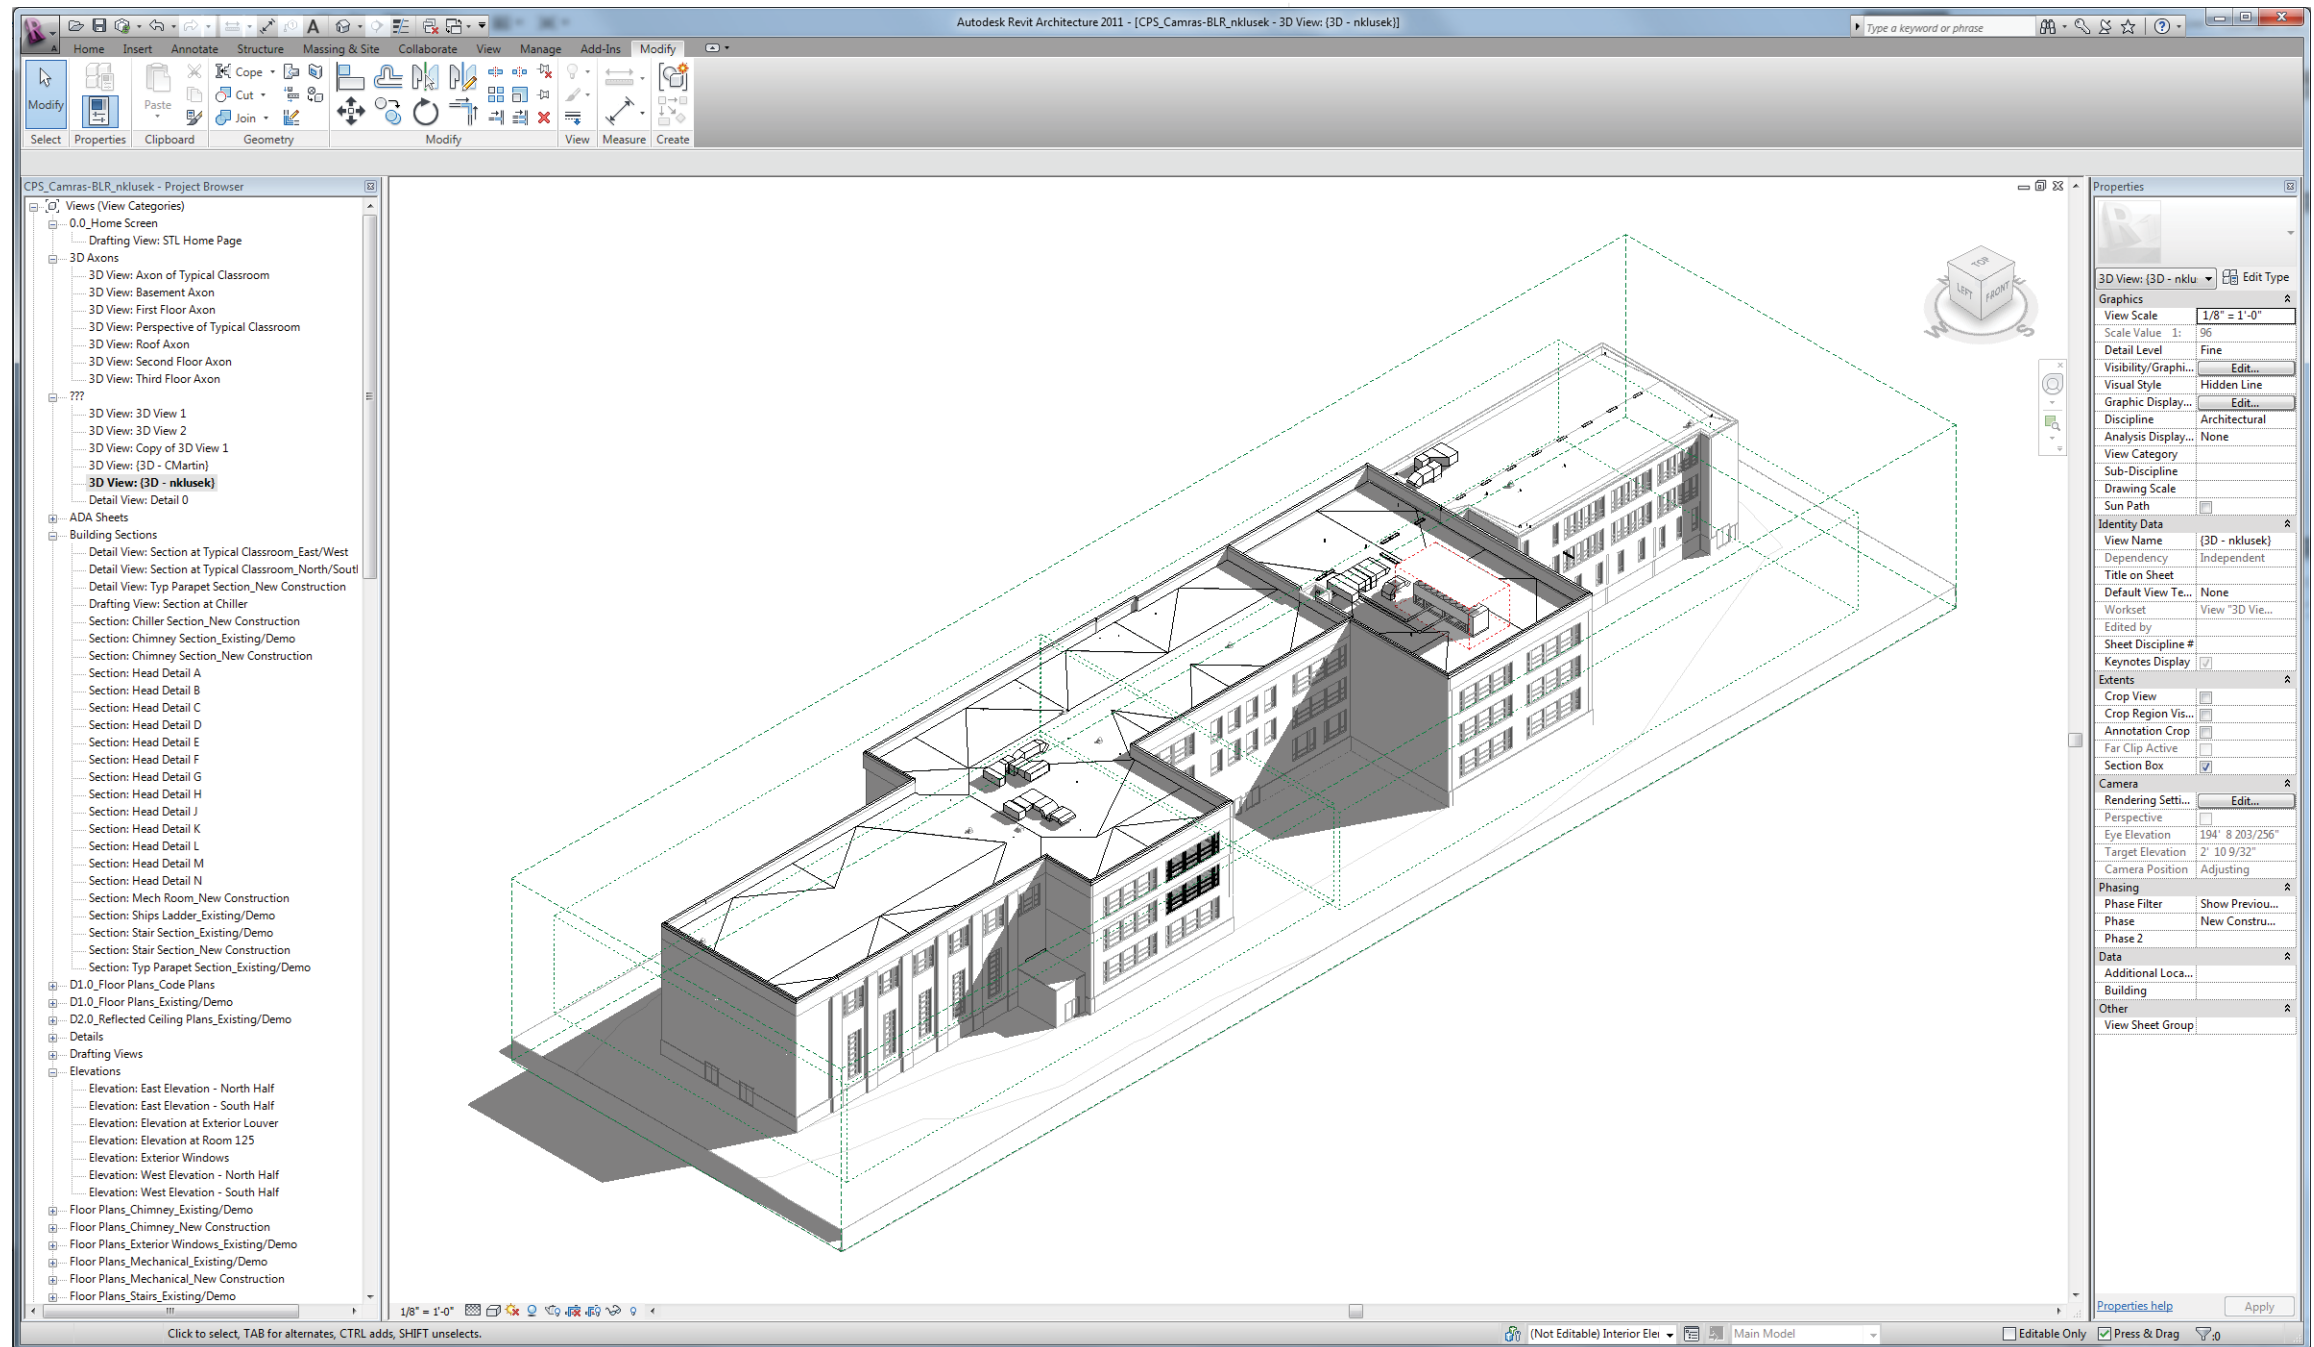 Autodesk Revit Architecture 2011 - [CPS_Camras-BLR_nklusek - 3D View: {3D - nklusek}]
Type a keyword or phrase
Home Insert Annotate Structure Massing & Site Collaborate View Manage Add-Ins Modify
Modify
Paste
Cope
Cut
Join
Select Properties Clipboard Geometry Modify View Measure Create
CPS_Camras-BLR_nklusek - Project Browser
Views (View Categories)
0.0_Home Screen
Drafting View: STL Home Page
3D Axons
3D View: Axon of Typical Classroom
3D View: Basement Axon
3D View: First Floor Axon
3D View: Perspective of Typical Classroom
3D View: Roof Axon
3D View: Second Floor Axon
3D View: Third Floor Axon
???
3D View: 3D View 1
3D View: 3D View 2
3D View: Copy of 3D View 1
3D View: {3D - CMartin}
3D View: {3D - nklusek}
Detail View: Detail 0
ADA Sheets
Building Sections
Detail View: Section at Typical Classroom_East/West
Detail View: Section at Typical Classroom_North/Soutl
Detail View: Typ Parapet Section_New Construction
Drafting View: Section at Chiller
Section: Chiller Section_New Construction
Section: Chimney Section_Existing/Demo
Section: Chimney Section_New Construction
Section: Head Detail A
Section: Head Detail B
Section: Head Detail C
Section: Head Detail D
Section: Head Detail E
Section: Head Detail F
Section: Head Detail G
Section: Head Detail H
Section: Head Detail J
Section: Head Detail K
Section: Head Detail L
Section: Head Detail M
Section: Head Detail N
Section: Mech Room_New Construction
Section: Ships Ladder_Existing/Demo
Section: Stair Section_Existing/Demo
Section: Stair Section_New Construction
Section: Typ Parapet Section_Existing/Demo
D1.0_Floor Plans_Code Plans
D1.0_Floor Plans_Existing/Demo
D2.0_Reflected Ceiling Plans_Existing/Demo
Details
Drafting Views
Elevations
Elevation: East Elevation - North Half
Elevation: East Elevation - South Half
Elevation: Elevation at Exterior Louver
Elevation: Elevation at Room 125
Elevation: Exterior Windows
Elevation: West Elevation - North Half
Elevation: West Elevation - South Half
Floor Plans_Chimney_Existing/Demo
Floor Plans_Chimney_New Construction
Floor Plans_Exterior Windows_Existing/Demo
Floor Plans_Mechanical_Existing/Demo
Floor Plans_Mechanical_New Construction
Floor Plans_Stairs_Existing/Demo
TOP
LEFT FRONT
W S
Properties
3D View: {3D - nklu Edit Type
Graphics
View Scale 1/8" = 1'-0"
Scale Value 1: 96
Detail Level Fine
Visibility/Graphi... Edit...
Visual Style Hidden Line
Graphic Display... Edit...
Discipline Architectural
Analysis Display... None
View Category
Sub-Discipline
Drawing Scale
Sun Path
Identity Data
View Name {3D - nklusek}
Dependency Independent
Title on Sheet
Default View Te... None
Workset View "3D Vie...
Edited by
Sheet Discipline #
Keynotes Display
Extents
Crop View
Crop Region Vis...
Annotation Crop
Far Clip Active
Section Box
Camera
Rendering Setti... Edit...
Perspective
Eye Elevation 194' 8 203/256"
Target Elevation 2' 10 9/32"
Camera Position Adjusting
Phasing
Phase Filter Show Previou...
Phase New Constru...
Phase 2
Data
Additional Loca...
Building
Other
View Sheet Group
Properties help Apply
1/8" = 1'-0"
Click to select, TAB for alternates, CTRL adds, SHIFT unselects.
(Not Editable) Interior Eler
Main Model
Editable Only Press & Drag :0